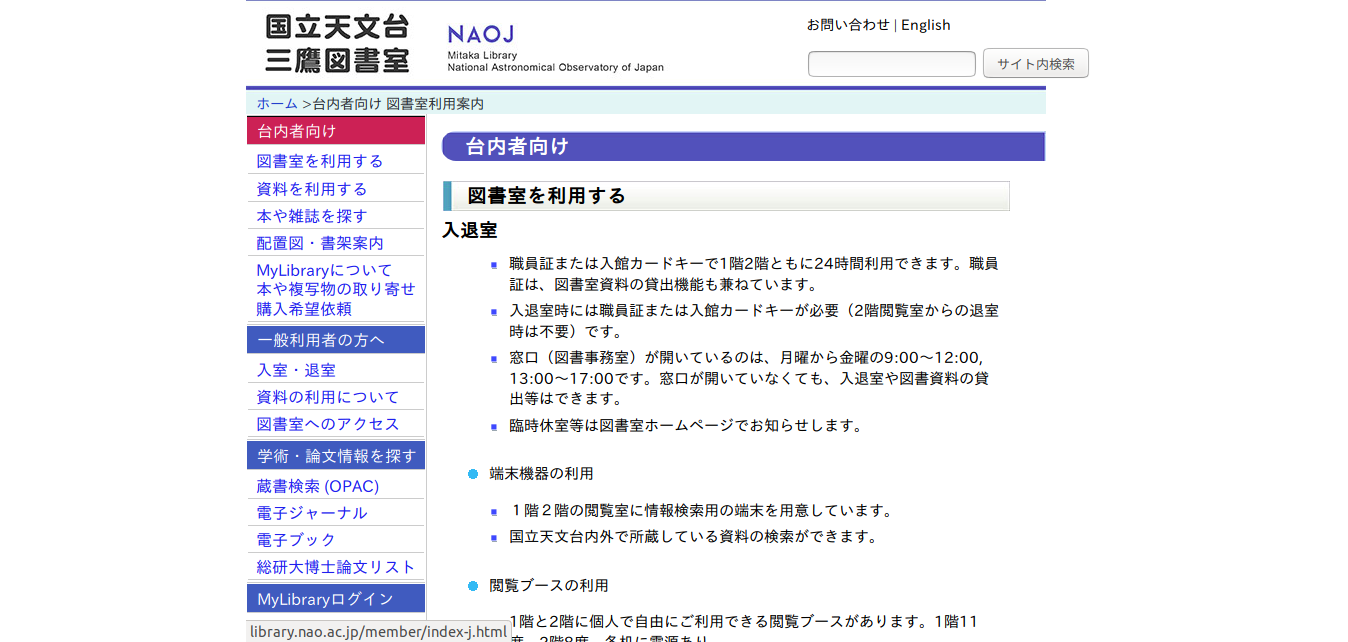 国立天文台
三鷹図書室
NAOJ
Mitaka Library
National Astronomical Observatory of Japan
お問い合わせ | English
サイト内検索
ホーム >台内者向け 図書室利用案内
台内者向け
図書室を利用する
資料を利用する
本や雑誌を探す
配置図・書架案内
MyLibraryについて
本や複写物の取り寄せ
購入希望依頼
一般利用者の方へ
入室・退室
資料の利用について
図書室へのアクセス
学術・論文情報を探す
蔵書検索 (OPAC)
電子ジャーナル
電子ブック
総研大博士論文リスト
MyLibraryログイン
library.nao.ac.jp/member/index-j.html
台内者向け
図書室を利用する
入退室
職員証または入館カードキーで1階2階ともに24時間利用できます。職員
証は、図書室資料の貸出機能も兼ねています。
入退室時には職員証または入館カードキーが必要（2階閲覧室からの退室
時は不要）です。
窓口（図書事務室）が開いているのは、月曜から金曜の9:00～12:00,
13:00～17:00です。窓口が開いていなくても、入退室や図書資料の貸
出等はできます。
臨時休室等は図書室ホームページでお知らせします。
端末機器の利用
１階２階の閲覧室に情報検索用の端末を用意しています。
国立天文台内外で所蔵している資料の検索ができます。
閲覧ブースの利用
1階と2階に個人で自由にご利用できる閲覧ブースがあります。1階11
席、2階8席、各机に電源あり